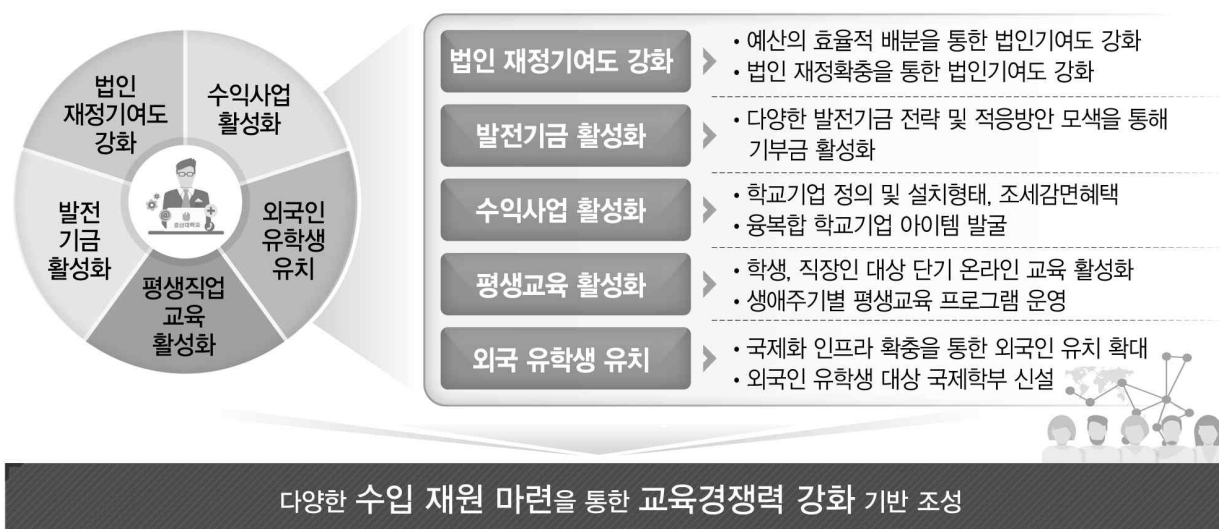 법인
재정기여도
강화
수익사업
활성화
발전
기금
활성화
외국인
유학생
유치
평생직업
교육
활성화
법인 재정기여도 강화
• 예산의 효율적 배분을 통한 법인기여도 강화
• 법인 재정확충을 통한 법인기여도 강화
발전기금 활성화
• 다양한 발전기금 전략 및 적응방안 모색을 통해
기부금 활성화
수익사업 활성화
• 학교기업 정의 및 설치형태, 조세감면혜택
• 융복합 학교기업 아이템 발굴
평생교육 활성화
• 학생, 직장인 대상 단기 온라인 교육 활성화
• 생애주기별 평생교육 프로그램 운영
외국 유학생 유치
• 국제화 인프라 확충을 통한 외국인 유치 확대
• 외국인 유학생 대상 국제학부 신설
다양한 수입 재원 마련을 통한 교육경쟁력 강화 기반 조성